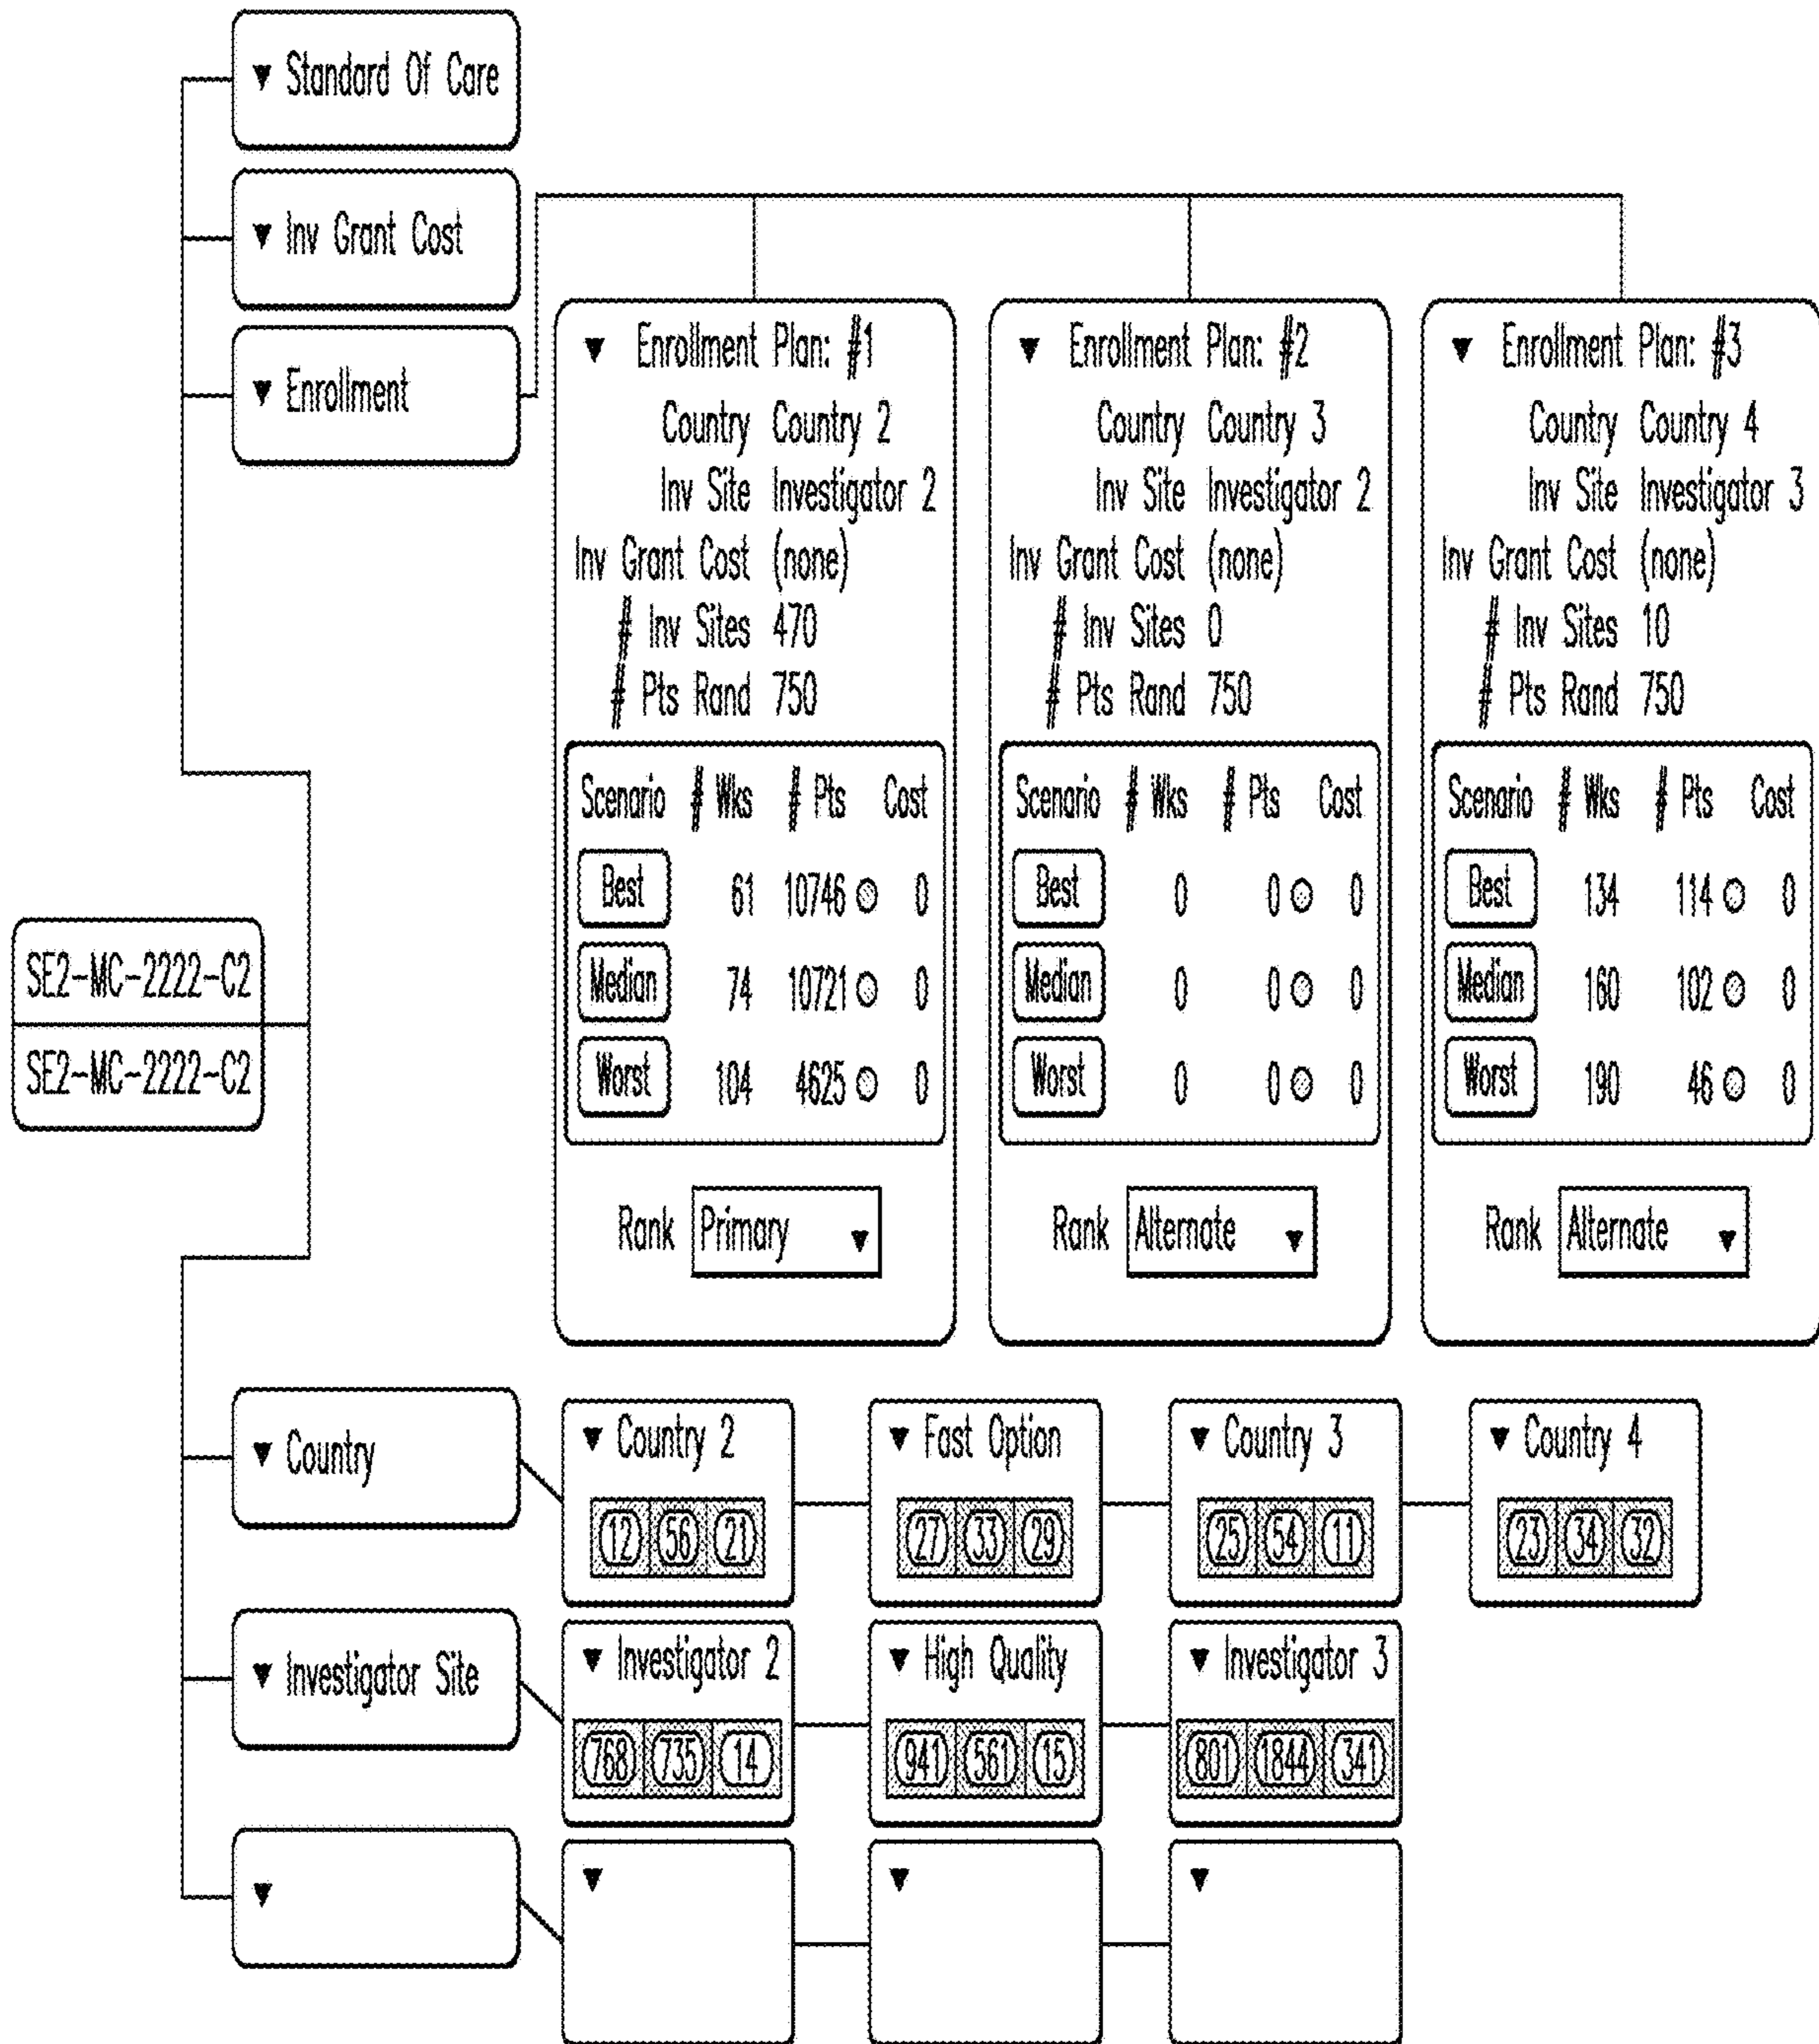 ▼ Standard Of Care
▼ Inv Grant Cost
▼ Enrollment
▼ Enrollment Plan: #1
Country Country 2
Inv Site Investigator 2
Inv Grant Cost (none)
# Inv Sites 470
# Pts Rand 750
Scenario # Wks # Pts Cost
Best 61 10746 0
Median 74 10721 0
Worst 104 4625 0
Rank Primary ▼
▼ Enrollment Plan: #2
Country Country 3
Inv Site Investigator 2
Inv Grant Cost (none)
# Inv Sites 0
# Pts Rand 750
Scenario # Wks # Pts Cost
Best 0 0 0
Median 0 0 0
Worst 0 0 0
Rank Alternate ▼
▼ Enrollment Plan: #3
Country Country 4
Inv Site Investigator 3
Inv Grant Cost (none)
# Inv Sites 10
# Pts Rand 750
Scenario # Wks # Pts Cost
Best 134 114 0
Median 160 102 0
Worst 190 46 0
Rank Alternate ▼
SE2-MC-2222-C2
SE2-MC-2222-C2
▼ Country
▼ Country 2
12 56 21
▼ Fast Option
27 33 29
▼ Country 3
25 54 11
▼ Country 4
23 34 32
▼ Investigator Site
▼ Investigator 2
768 735 14
▼ High Quality
941 561 15
▼ Investigator 3
801 1844 341
▼
▼
▼
▼